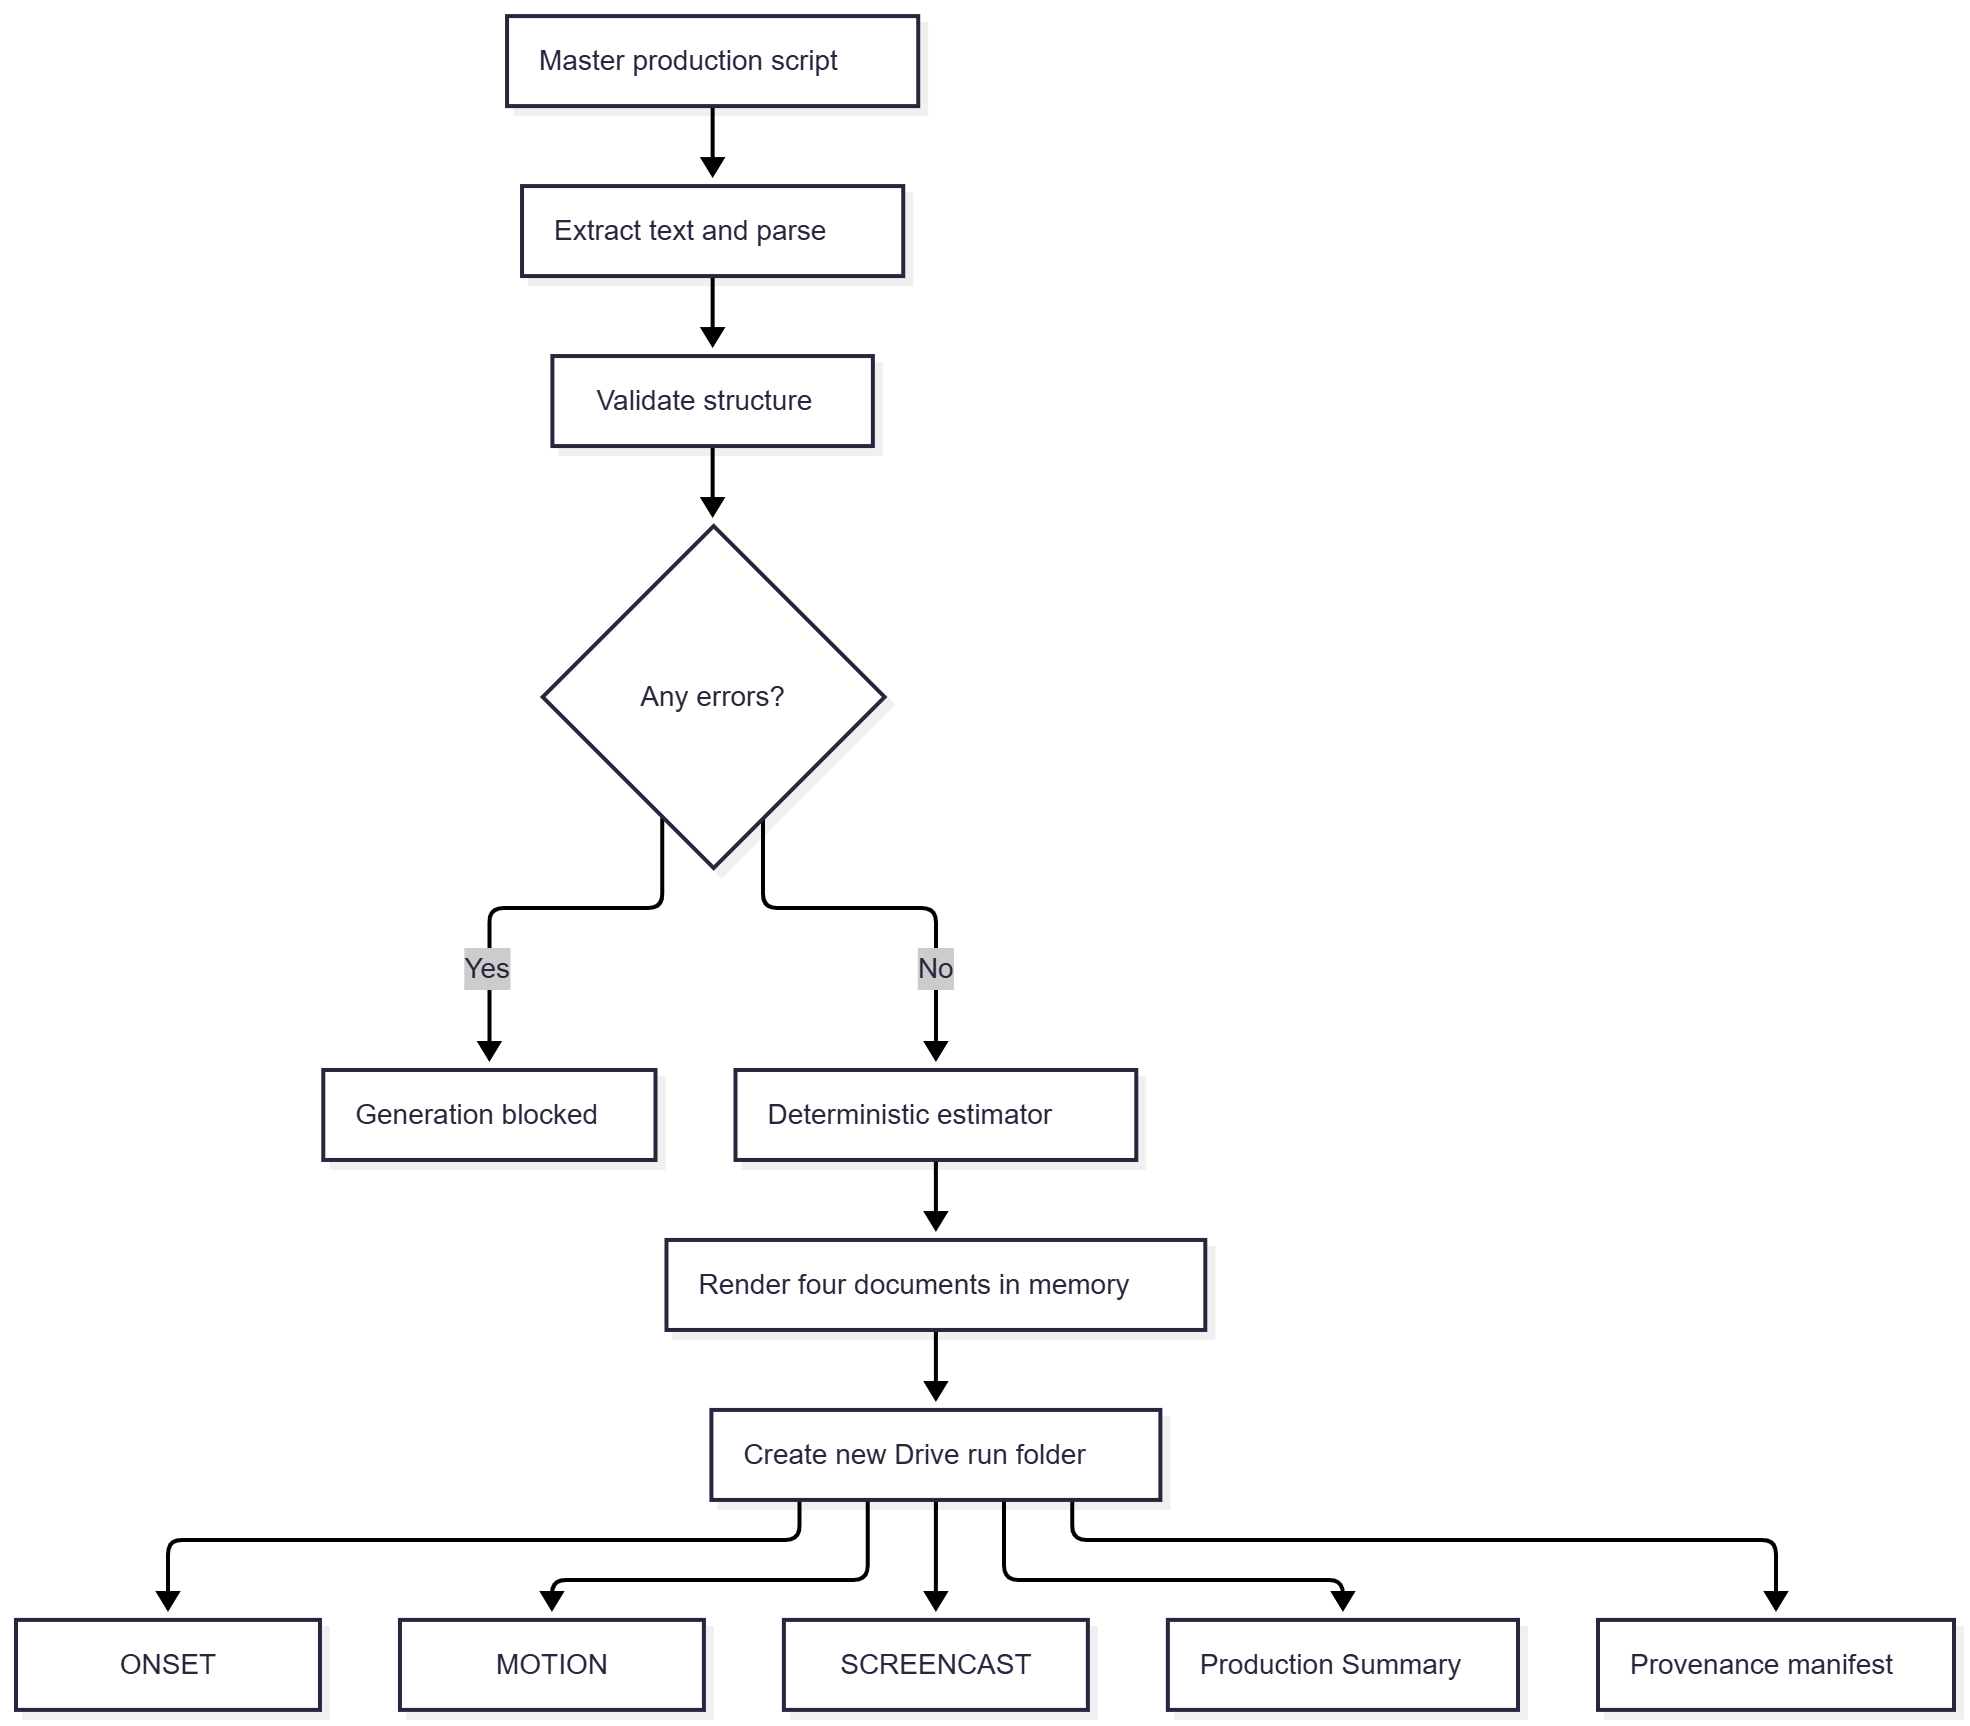 Master production script
Extract text and parse
Validate structure
Any errors?
Yes
No
Generation blocked
Deterministic estimator
Render four documents in memory
Create new Drive run folder
ONSET
MOTION
SCREENCAST
Production Summary
Provenance manifest